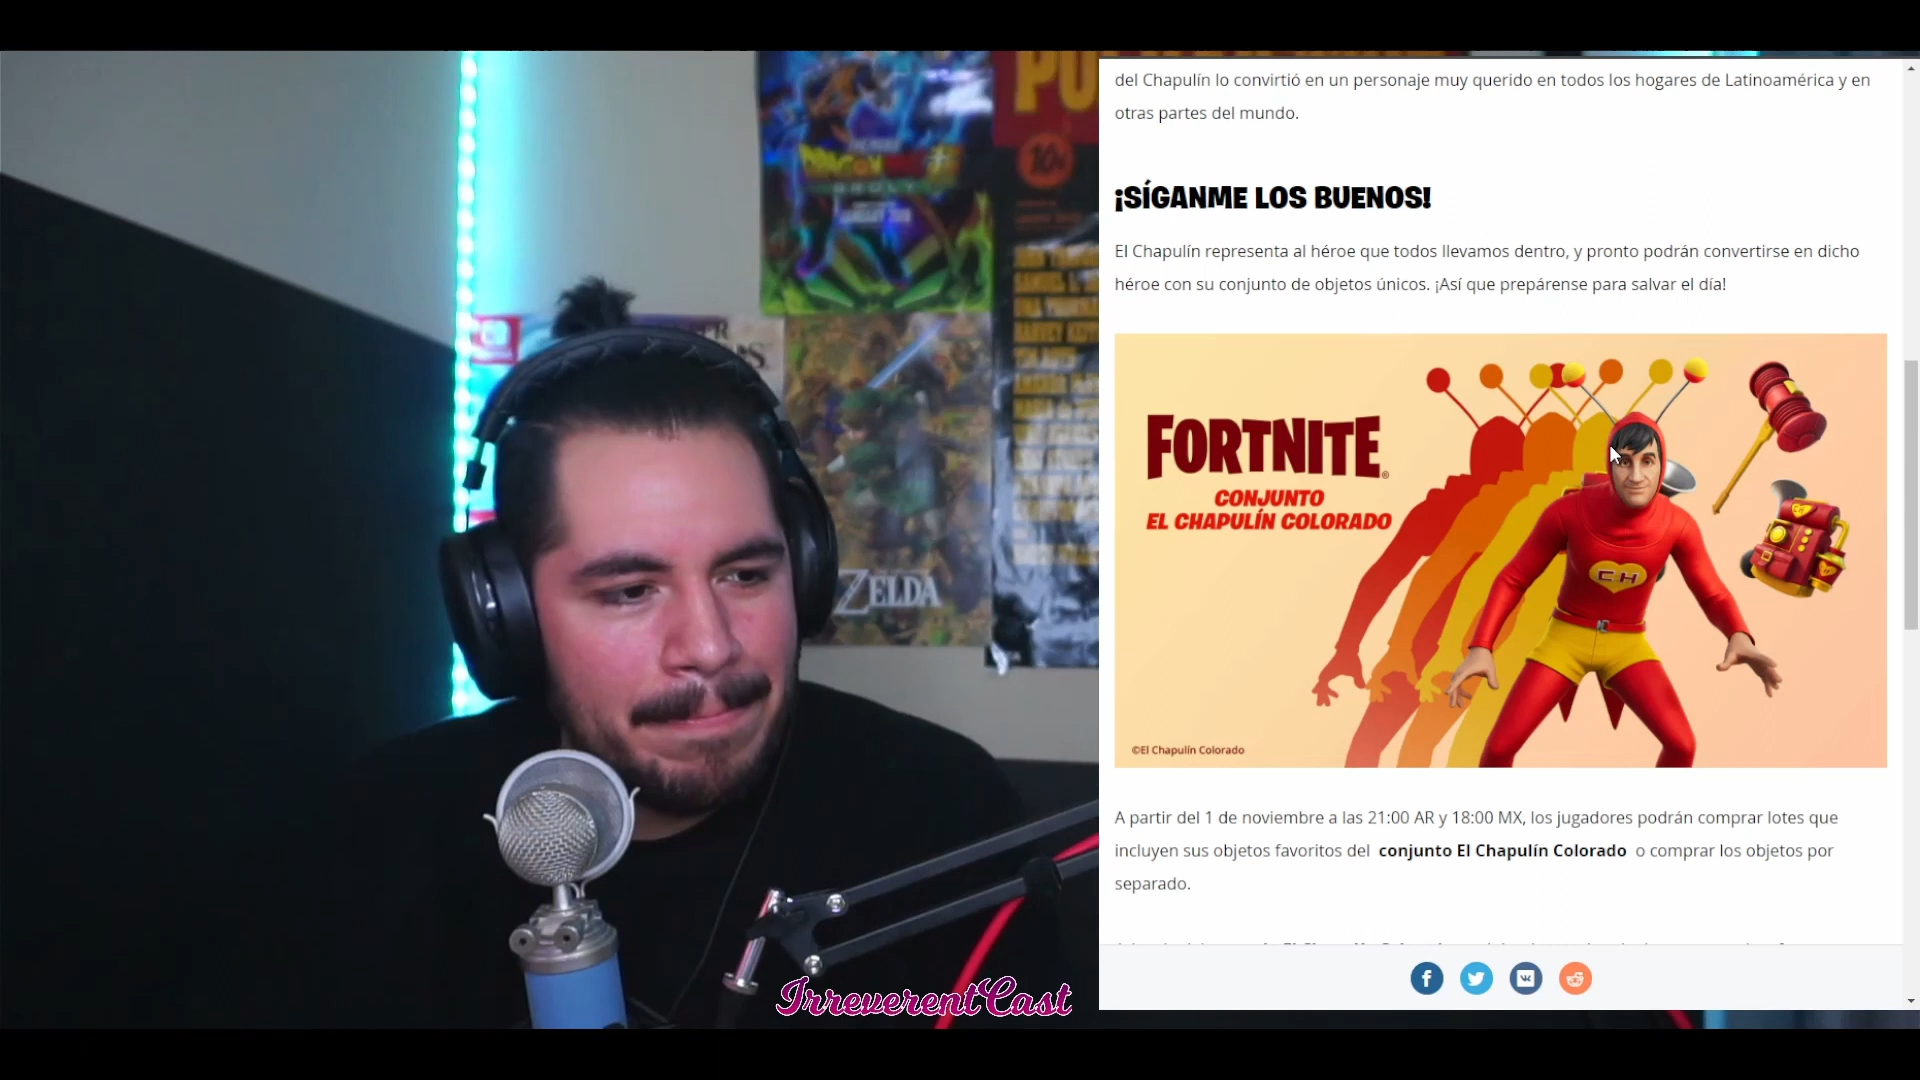 del Chapulín lo convirtió en un personaje muy querido en todos los hogares de Latinoamérica y en
otras partes del mundo.
¡SÍGANME LOS BUENOS!
El Chapulín representa al héroe que todos llevamos dentro, y pronto podrán convertirse en dicho
héroe con su conjunto de objetos únicos. ¡Así que prepárense para salvar el día!
FORTNITE
CONJUNTO
EL CHAPULÍN COLORADO
CH
©El Chapulín Colorado
A partir del 1 de noviembre a las 21:00 AR y 18:00 MX, los jugadores podrán comprar lotes que
incluyen sus objetos favoritos del conjunto El Chapulín Colorado o comprar los objetos por
separado.
DRAGON
BROLY
10¢
ZELDA
IrreverentCast